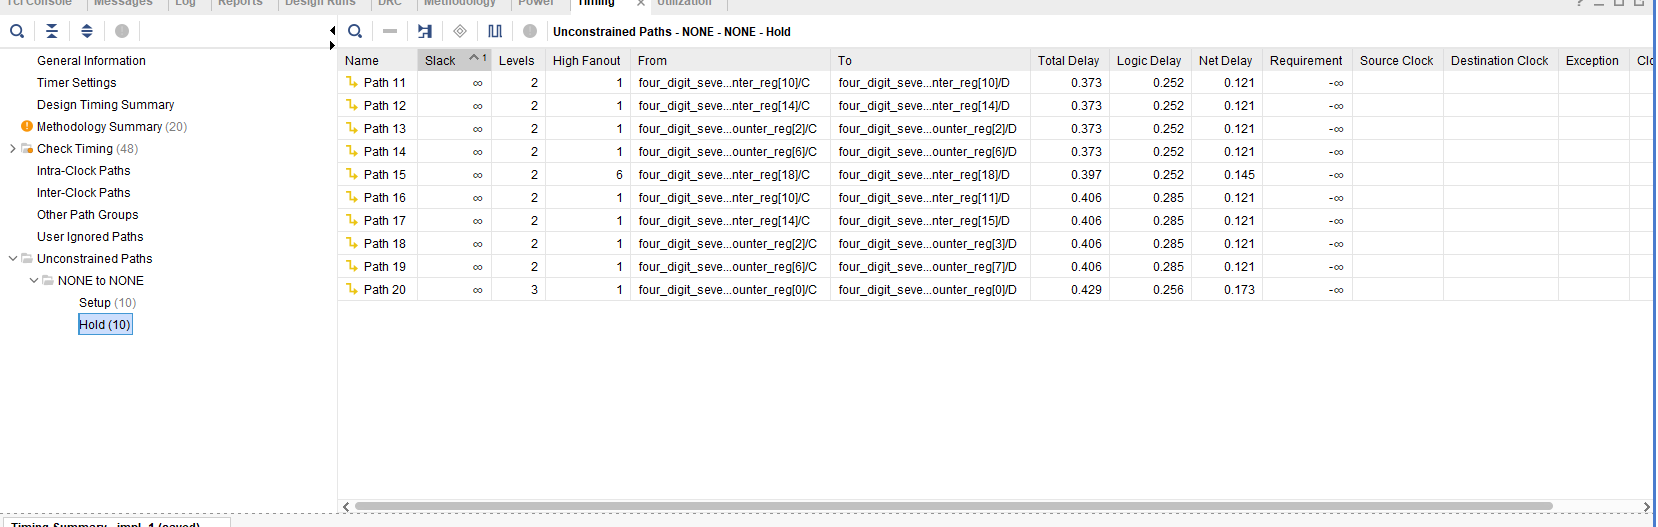 Tcl Console Messages Log Reports Design Runs DRC Methodology Power Timing × Utilization ?
Unconstrained Paths - NONE - NONE - Hold
General Information
Timer Settings
Design Timing Summary
Methodology Summary (20)
Check Timing (48)
Intra-Clock Paths
Inter-Clock Paths
Other Path Groups
User Ignored Paths
Unconstrained Paths
NONE to NONE
Setup (10)
Hold (10)
Name Slack 1 Levels High Fanout From To Total Delay Logic Delay Net Delay Requirement Source Clock Destination Clock Exception Clo
Path 11 ∞ 2 1 four_digit_seve...nter_reg[10]/C four_digit_seve...nter_reg[10]/D 0.373 0.252 0.121 -∞
Path 12 ∞ 2 1 four_digit_seve...nter_reg[14]/C four_digit_seve...nter_reg[14]/D 0.373 0.252 0.121 -∞
Path 13 ∞ 2 1 four_digit_seve...ounter_reg[2]/C four_digit_seve...ounter_reg[2]/D 0.373 0.252 0.121 -∞
Path 14 ∞ 2 1 four_digit_seve...ounter_reg[6]/C four_digit_seve...ounter_reg[6]/D 0.373 0.252 0.121 -∞
Path 15 ∞ 2 6 four_digit_seve...nter_reg[18]/C four_digit_seve...nter_reg[18]/D 0.397 0.252 0.145 -∞
Path 16 ∞ 2 1 four_digit_seve...nter_reg[10]/C four_digit_seve...nter_reg[11]/D 0.406 0.285 0.121 -∞
Path 17 ∞ 2 1 four_digit_seve...nter_reg[14]/C four_digit_seve...nter_reg[15]/D 0.406 0.285 0.121 -∞
Path 18 ∞ 2 1 four_digit_seve...ounter_reg[2]/C four_digit_seve...ounter_reg[3]/D 0.406 0.285 0.121 -∞
Path 19 ∞ 2 1 four_digit_seve...ounter_reg[6]/C four_digit_seve...ounter_reg[7]/D 0.406 0.285 0.121 -∞
Path 20 ∞ 3 1 four_digit_seve...ounter_reg[0]/C four_digit_seve...ounter_reg[0]/D 0.429 0.256 0.173 -∞
Timing Summary - impl_1 (saved)